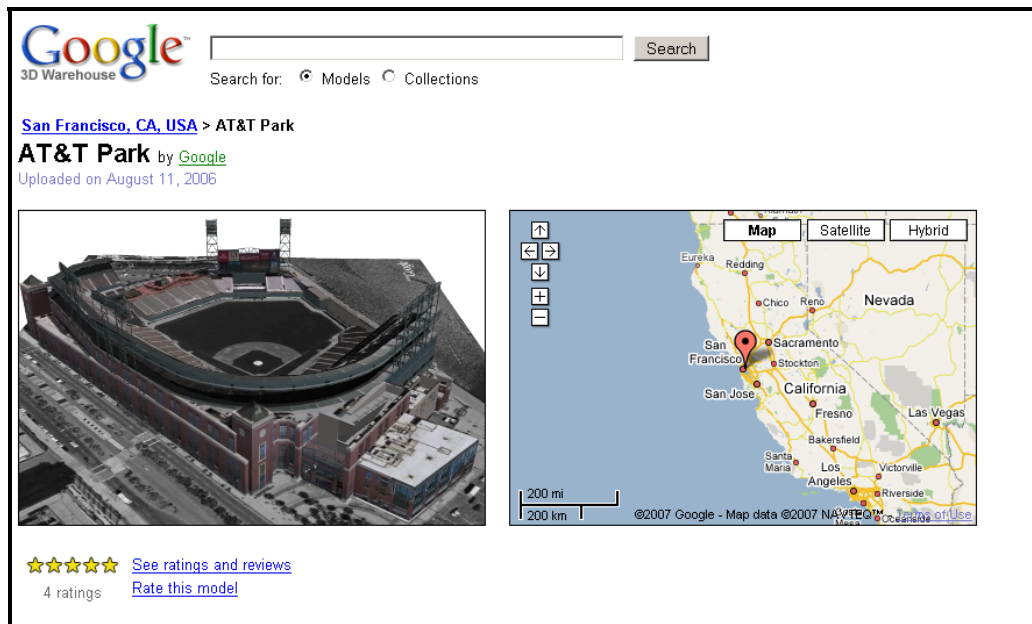 Google™
3D Warehouse
Search
Search for: Models Collections
San Francisco, CA, USA > AT&T Park
AT&T Park by Google
Uploaded on August 11, 2006
Map Satellite Hybrid
Eureka
Redding
Chico
Reno
Nevada
San Francisco
Sacramento
Stockton
San Jose
California
Fresno
Las Vegas
Bakersfield
Santa Maria
Los Angeles
Victorville
Riverside
Mesa
Oceanside
200 mi
200 km
©2007 Google - Map data ©2007 NAVTEQ™ - Terms of Use
See ratings and reviews
4 ratings
Rate this model